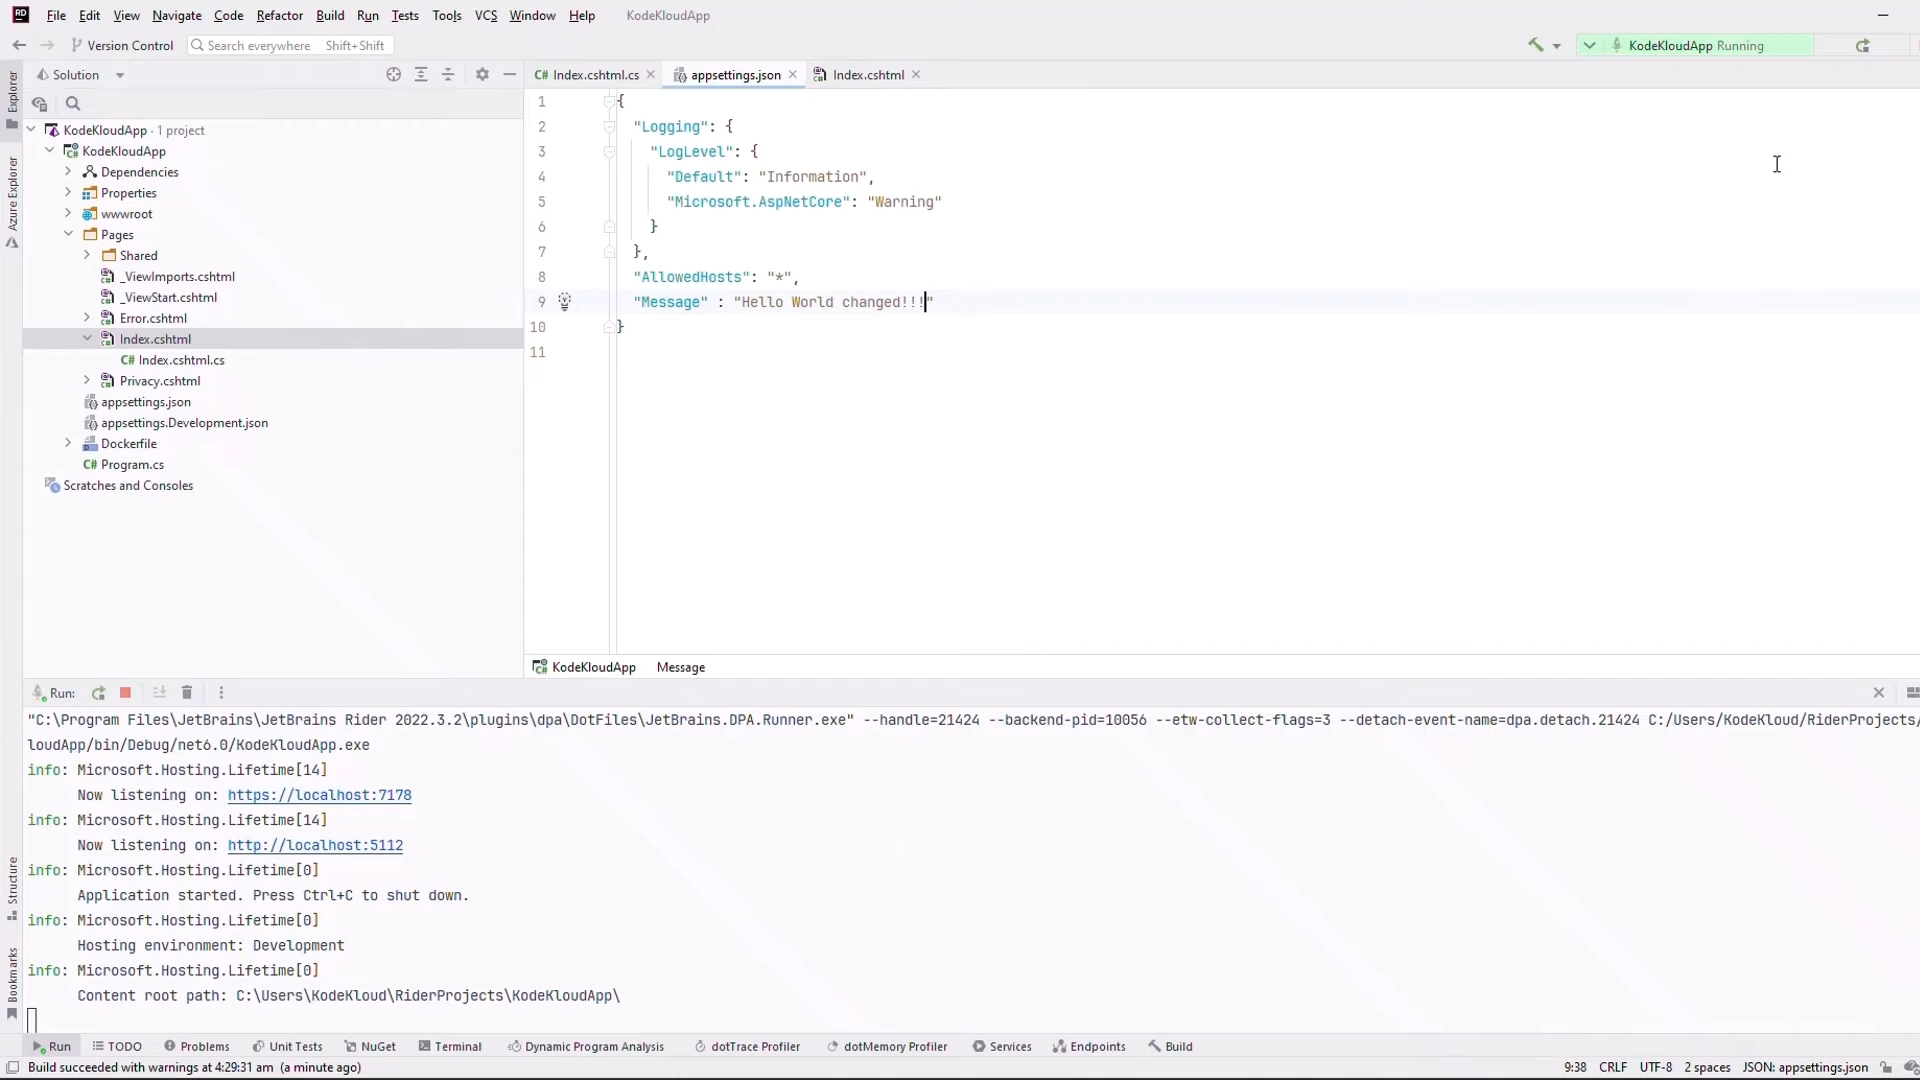 RD File Edit View Navigate Code Refactor Build Run Tests Tools VCS Window Help KodeKloudApp
Version Control Search everywhere Shift+Shift KodeKloudApp Running
Explorer
Azure Explorer
Structure
Bookmarks
Solution
KodeKloudApp · 1 project
KodeKloudApp
Dependencies
Properties
wwwroot
Pages
Shared
_ViewImports.cshtml
_ViewStart.cshtml
Error.cshtml
Index.cshtml
C# Index.cshtml.cs
Privacy.cshtml
appsettings.json
appsettings.Development.json
Dockerfile
C# Program.cs
Scratches and Consoles
C# Index.cshtml.cs appsettings.json Index.cshtml
1 {
2 "Logging": {
3 "LogLevel": {
4 "Default": "Information",
5 "Microsoft.AspNetCore": "Warning"
6 }
7 },
8 "AllowedHosts": "*",
9 "Message" : "Hello World changed!!!"
10 }
11
KodeKloudApp Message
Run:
"C:\Program Files\JetBrains\JetBrains Rider 2022.3.2\plugins\dpa\DotFiles\JetBrains.DPA.Runner.exe" --handle=21424 --backend-pid=10056 --etw-collect-flags=3 --detach-event-name=dpa.detach.21424 C:/Users/KodeKloud/RiderProjects/
loudApp/bin/Debug/net6.0/KodeKloudApp.exe
info: Microsoft.Hosting.Lifetime[14]
Now listening on: https://localhost:7178
info: Microsoft.Hosting.Lifetime[14]
Now listening on: http://localhost:5112
info: Microsoft.Hosting.Lifetime[0]
Application started. Press Ctrl+C to shut down.
info: Microsoft.Hosting.Lifetime[0]
Hosting environment: Development
info: Microsoft.Hosting.Lifetime[0]
Content root path: C:\Users\KodeKloud\RiderProjects\KodeKloudApp\
Run TODO Problems Unit Tests NuGet Terminal Dynamic Program Analysis dotTrace Profiler dotMemory Profiler Services Endpoints Build
Build succeeded with warnings at 4:29:31 am (a minute ago) 9:38 CRLF UTF-8 2 spaces JSON: appsettings.json